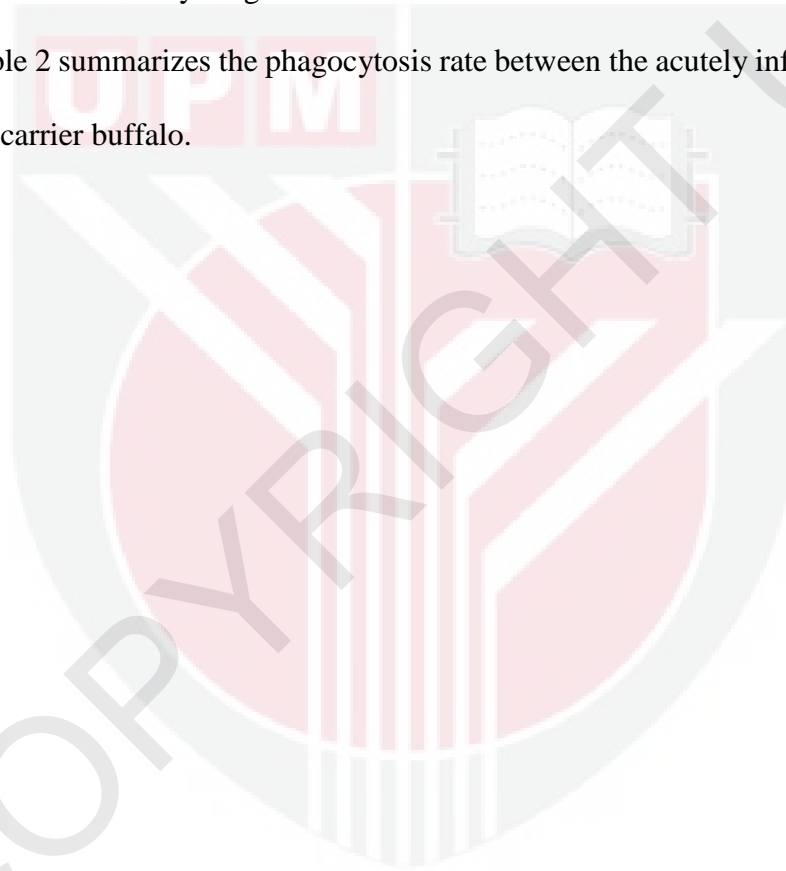 ble 2 summarizes the phagocytosis rate between the acutely inf
carrier buffalo.
UPM
COPYRIGHT U